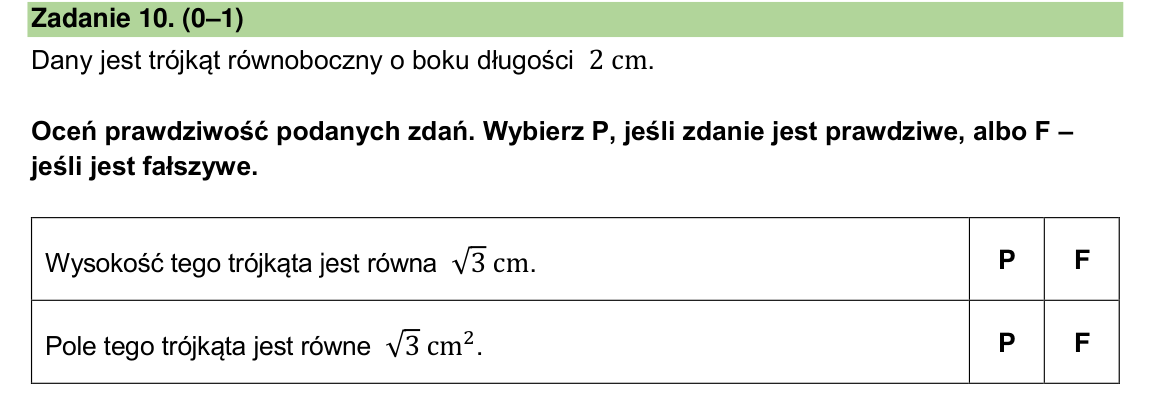 Zadanie 10. (0–1)
Dany jest trójkąt równoboczny o boku długości 2 cm.
Oceń prawdziwość podanych zdań. Wybierz P, jeśli zdanie jest prawdziwe, albo F –
jeśli jest fałszywe.
Wysokość tego trójkąta jest równa √3 cm. P F
Pole tego trójkąta jest równe √3 cm². P F